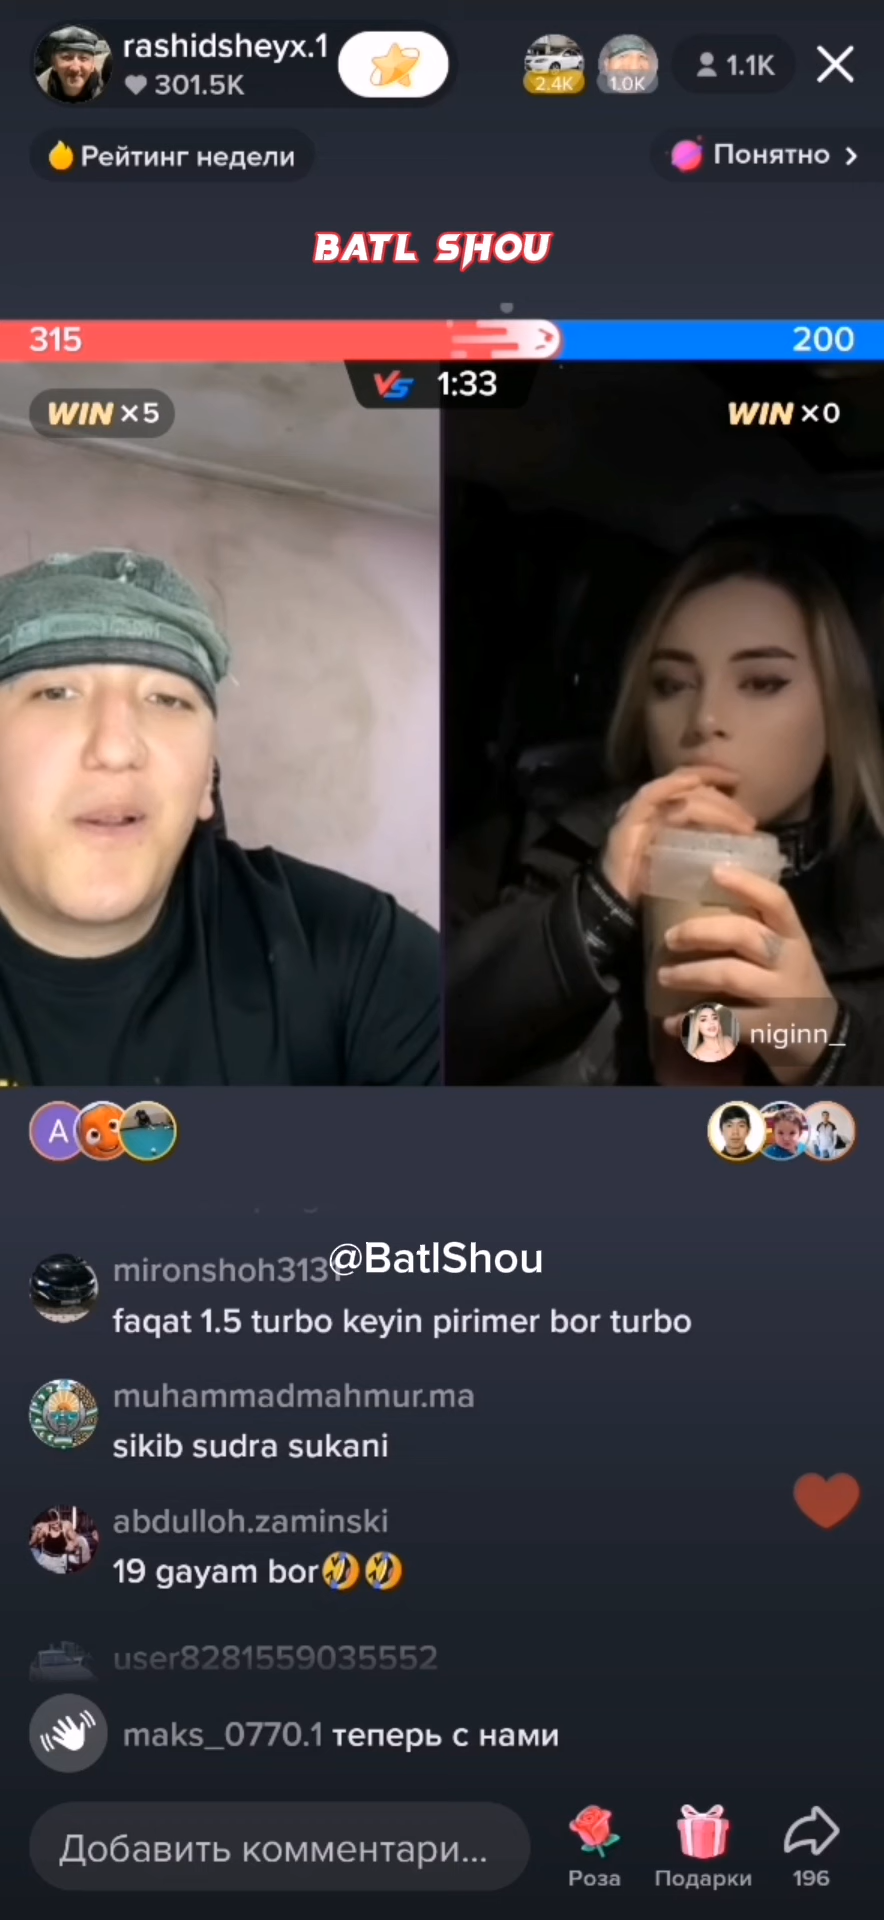 rashidsheyx.1
301.5K
2.4K
1.0K
1.1K
Рейтинг недели
Понятно
BATL SHOU
315
200
VS 1:33
WIN ×5
WIN ×0
niginn_
A
mironshoh313
@BatlShou
faqat 1.5 turbo keyin pirimer bor turbo
muhammadmahmur.ma
sikib sudra sukani
abdulloh.zaminski
19 gayam bor🤣🤣
user8281559035552
maks_0770.1 теперь с нами
Добавить комментари...
Роза
Подарки
196